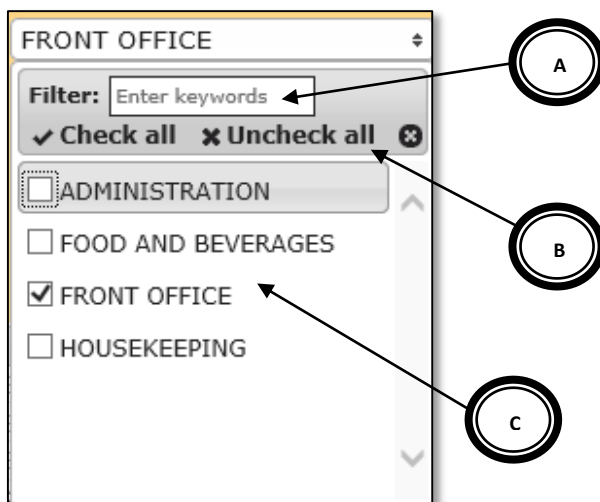 FRONT OFFICE
Filter: Enter keywords
Check all Uncheck all
ADMINISTRATION
FOOD AND BEVERAGES
FRONT OFFICE
HOUSEKEEPING
A
B
C